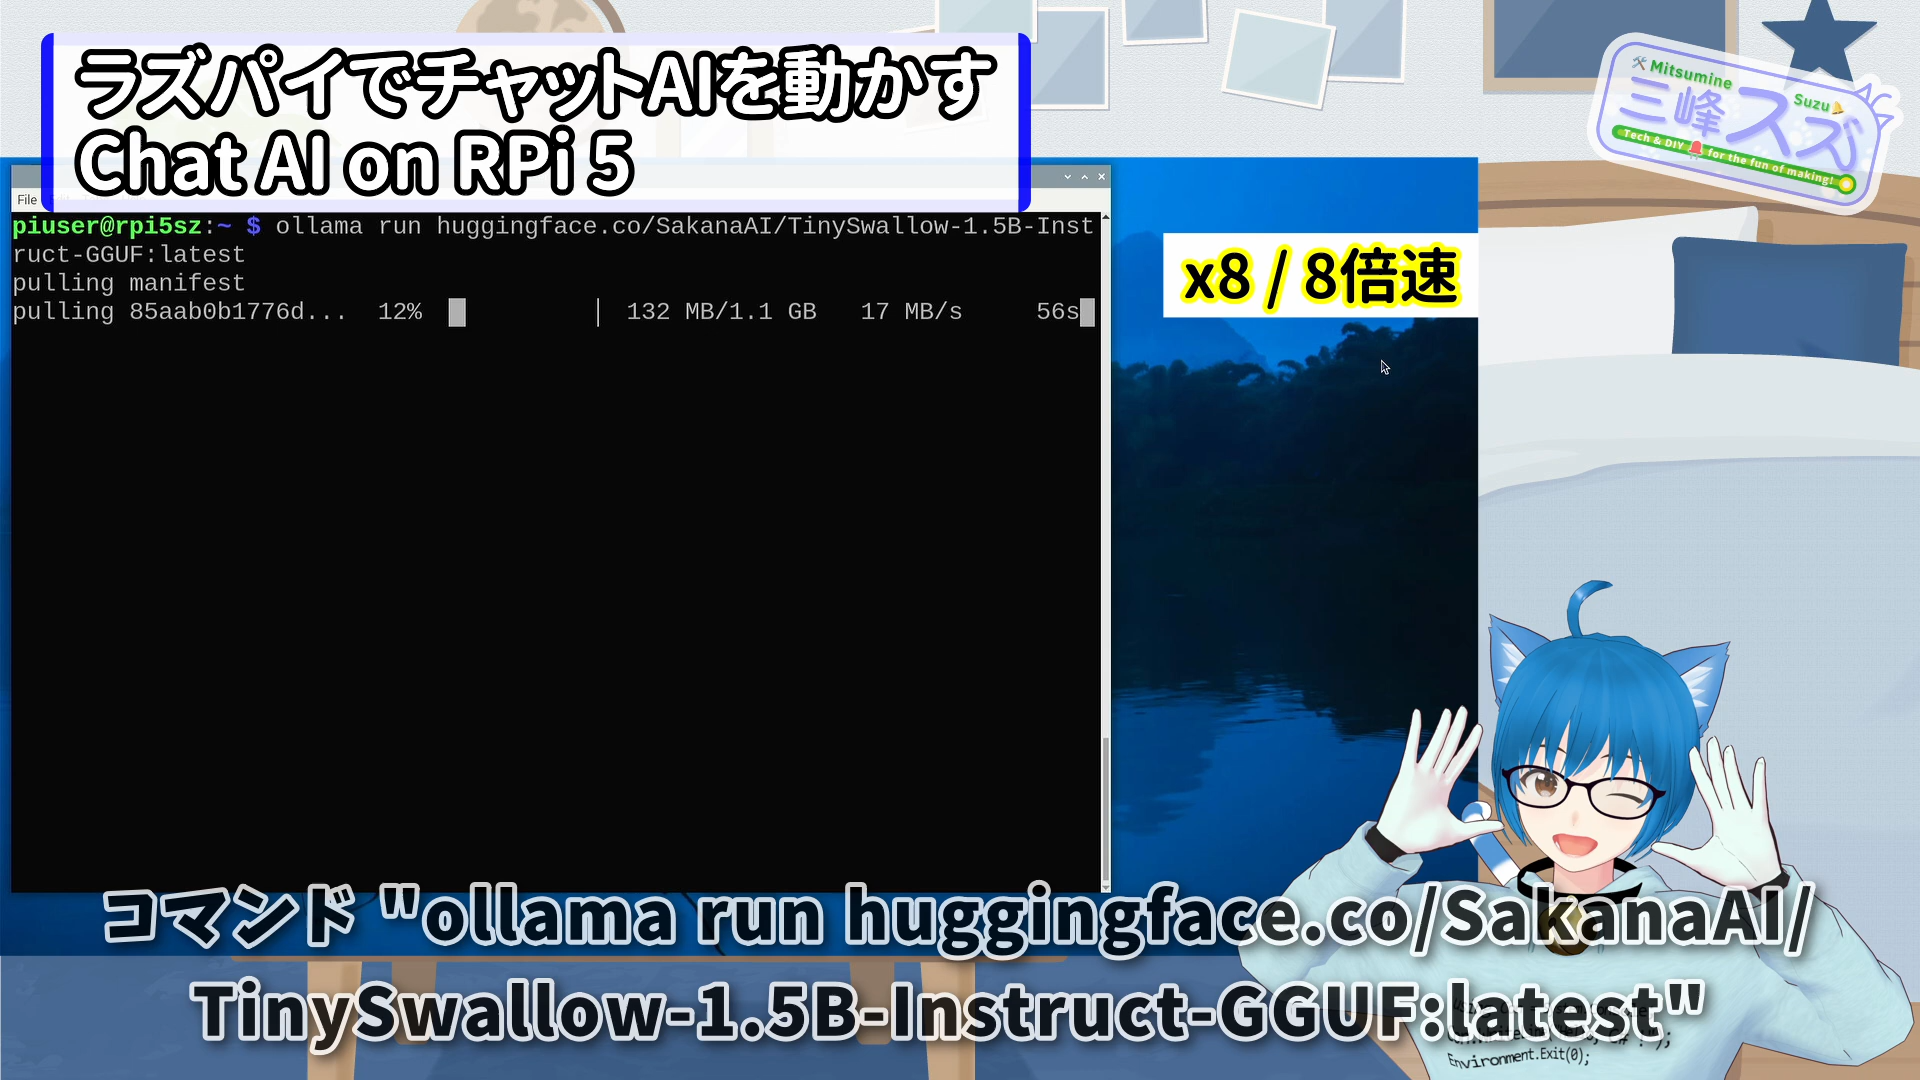 ラズパイでチャットAIを動かす
Chat AI on RPi 5
Mitsumine
三峰スズ
Suzu
Tech & DIY for the fun of making!
File
piuser@rpi5sz:~ $ ollama run huggingface.co/SakanaAI/TinySwallow-1.5B-Inst
ruct-GGUF:latest
pulling manifest
pulling 85aab0b1776d... 12% 132 MB/1.1 GB 17 MB/s 56s
x8 / 8倍速
コマンド "ollama run huggingface.co/SakanaAI/
TinySwallow-1.5B-Instruct-GGUF:latest"
Environment.Exit(0);